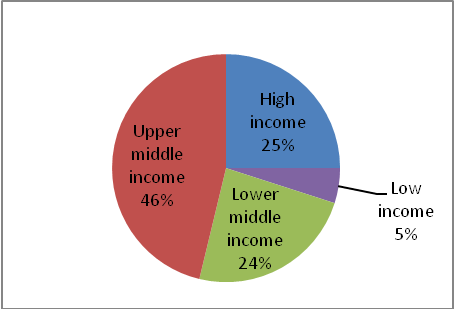 High
income
25%
Upper
middle
income
46%
Low
income
5%
Lower
middle
income
24%